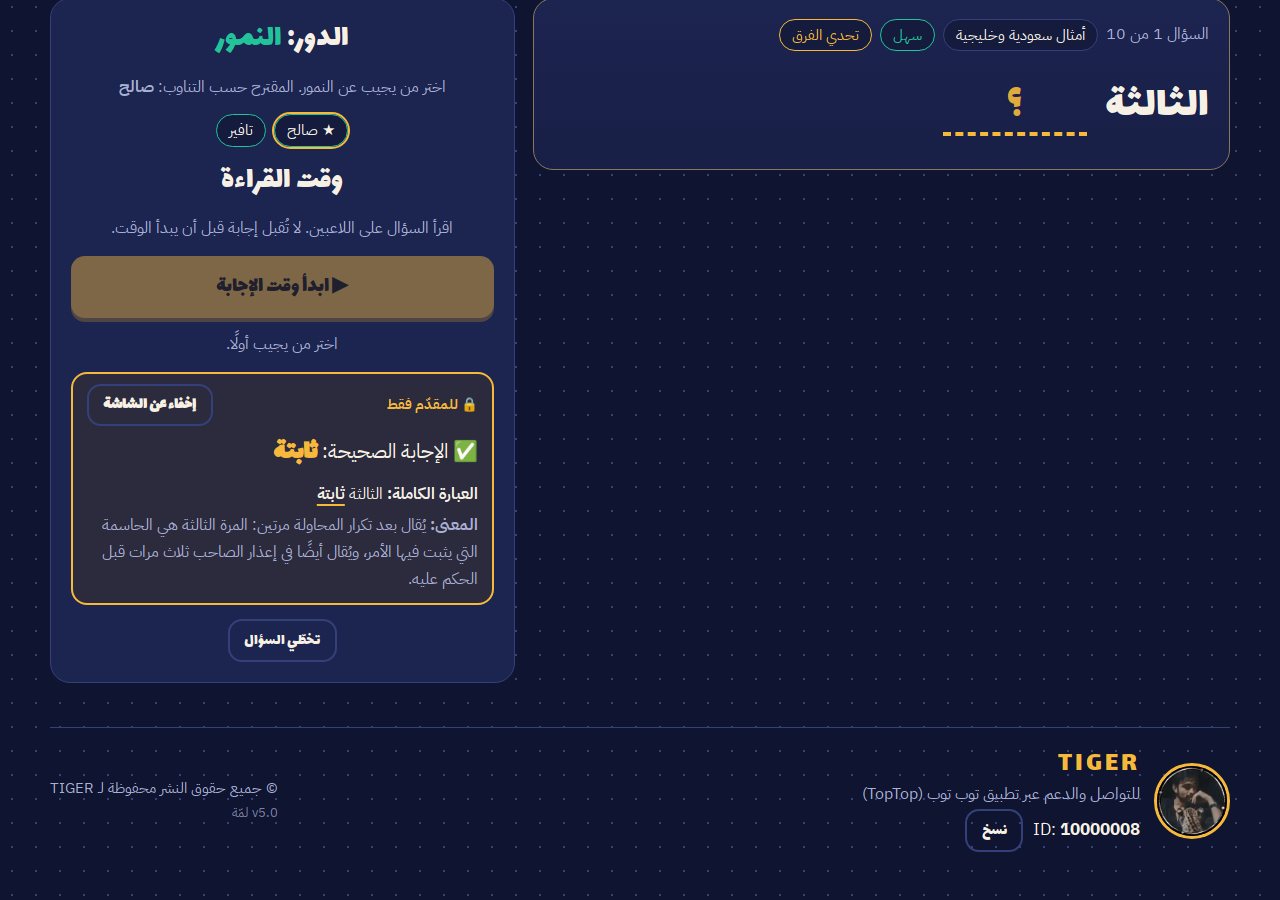 السؤال 1 من 10
أمثال سعودية وخليجية
سهل
تحدي الفرق
الثالثة ؟
الدور: النمور
اختر من يجيب عن النمور. المقترح حسب التناوب: صالح
★ صالح
تافير
وقت القراءة
اقرأ السؤال على اللاعبين. لا تُقبل إجابة قبل أن يبدأ الوقت.
▶ ابدأ وقت الإجابة
اختر من يجيب أولًا.
🔒 للمقدّم فقط
إخفاء عن الشاشة
✅ الإجابة الصحيحة: ثابتة
العبارة الكاملة: الثالثة ثابتة
المعنى: يُقال بعد تكرار المحاولة مرتين: المرة الثالثة هي الحاسمة
التي يثبت فيها الأمر، ويُقال أيضًا في إعذار الصاحب ثلاث مرات قبل
الحكم عليه.
تخطّي السؤال
TIGER
للتواصل والدعم عبر تطبيق توب توب (TopTop)
ID: 10000008
نسخ
© جميع حقوق النشر محفوظة لـ TIGER
لمّة v5.0